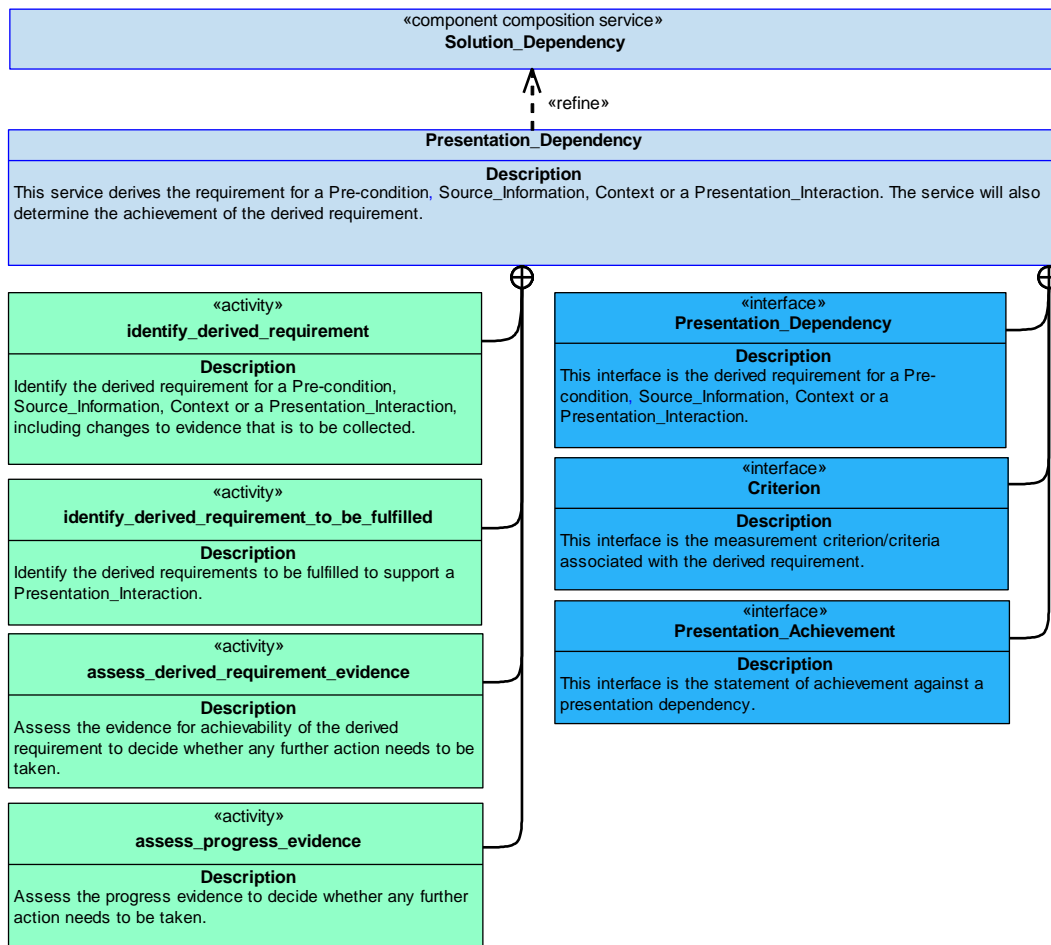 «component composition service»
Solution_Dependency
«refine»
Presentation_Dependency
Description
This service derives the requirement for a Pre-condition, Source_Information, Context or a Presentation_Interaction. The service will also
determine the achievement of the derived requirement.
«activity»
identify_derived_requirement
Description
Identify the derived requirement for a Pre-condition,
Source_Information, Context or a Presentation_Interaction,
including changes to evidence that is to be collected.
«activity»
identify_derived_requirement_to_be_fulfilled
Description
Identify the derived requirements to be fulfilled to support a
Presentation_Interaction.
«activity»
assess_derived_requirement_evidence
Description
Assess the evidence for achievability of the derived
requirement to decide whether any further action needs to be
taken.
«activity»
assess_progress_evidence
Description
Assess the progress evidence to decide whether any further
action needs to be taken.
«interface»
Presentation_Dependency
Description
This interface is the derived requirement for a Pre-
condition, Source_Information, Context or a
Presentation_Interaction.
«interface»
Criterion
Description
This interface is the measurement criterion/criteria
associated with the derived requirement.
«interface»
Presentation_Achievement
Description
This interface is the statement of achievement against a
presentation dependency.